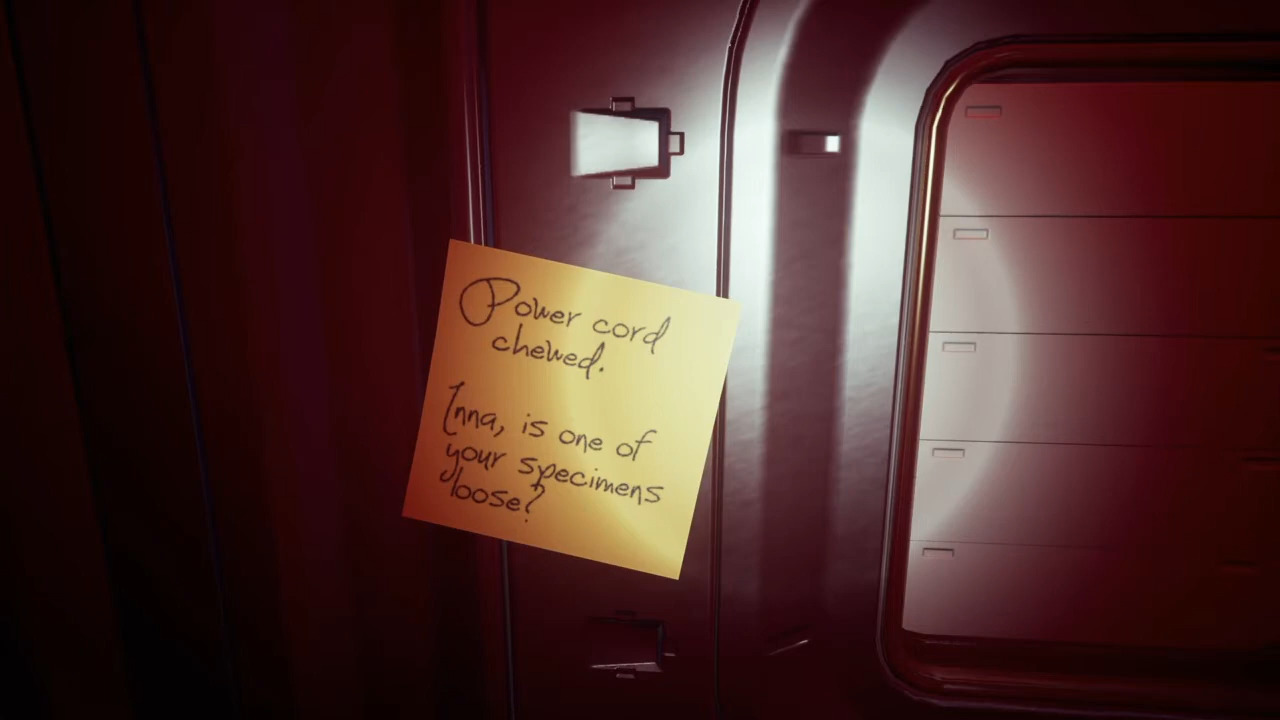 Power cord
chewed.
Inna, is one of
your specimens
loose?